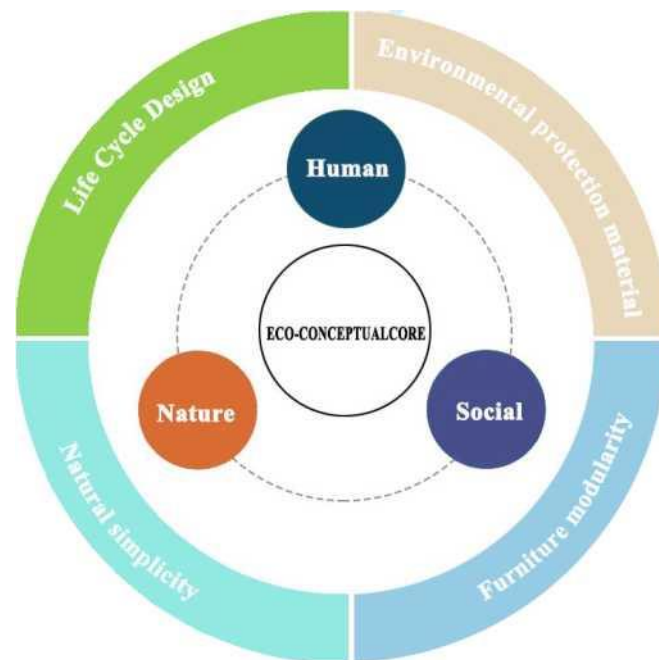 Life Cycle Design
Environmental protection material
Human
ECO-CONCEPTUALCORE
Nature
Social
Natural simplicity
Furniture modularity